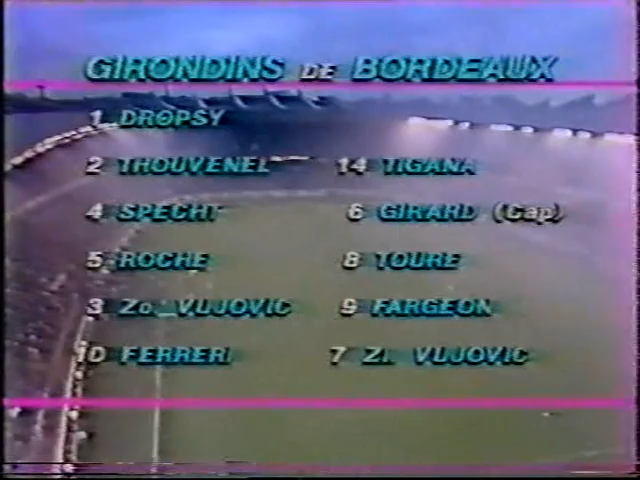 GIRONDINS DE BORDEAUX
1 DROPSY
2 THOUVENEL 14 TIGANA
4 SPECHT 6 GIRARD (Cap)
5 ROCHE 8 TOURE
3 Zo. VUJOVIC 9 FARGEON
10 FERRERI 7 Zl. VUJOVIC